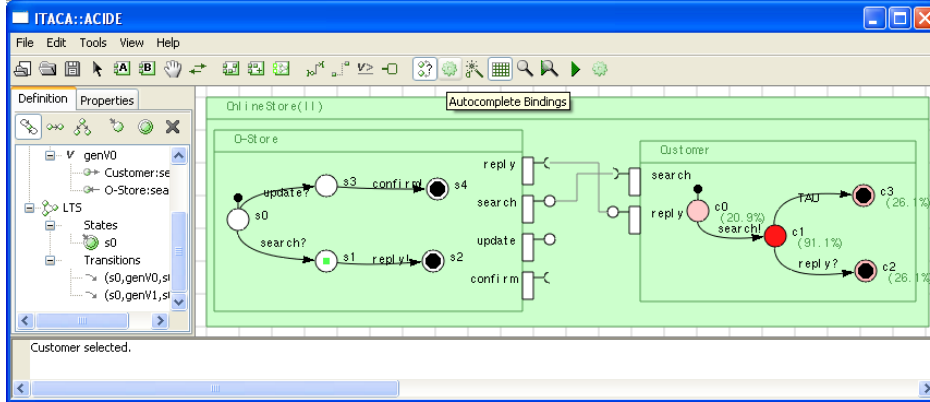 ITACA::ACIDE
File Edit Tools View Help
Definition Properties
Autocomplete Bindings
V genV0
Customer:se
O-Store:sea
LTS
States
s0
Transitions
(s0,genV0,s
(s0,genV1,s
OnlineStore(II)
O-Store
update?
s3
confirm!
s4
s0
search?
s1
reply!
s2
reply
search
update
confirm
Customer
search
reply
c0
(20.9%)
search!
TAU
c3
(26.1%
c1
(91.1%)
reply?
c2
(26.1%
Customer selected.